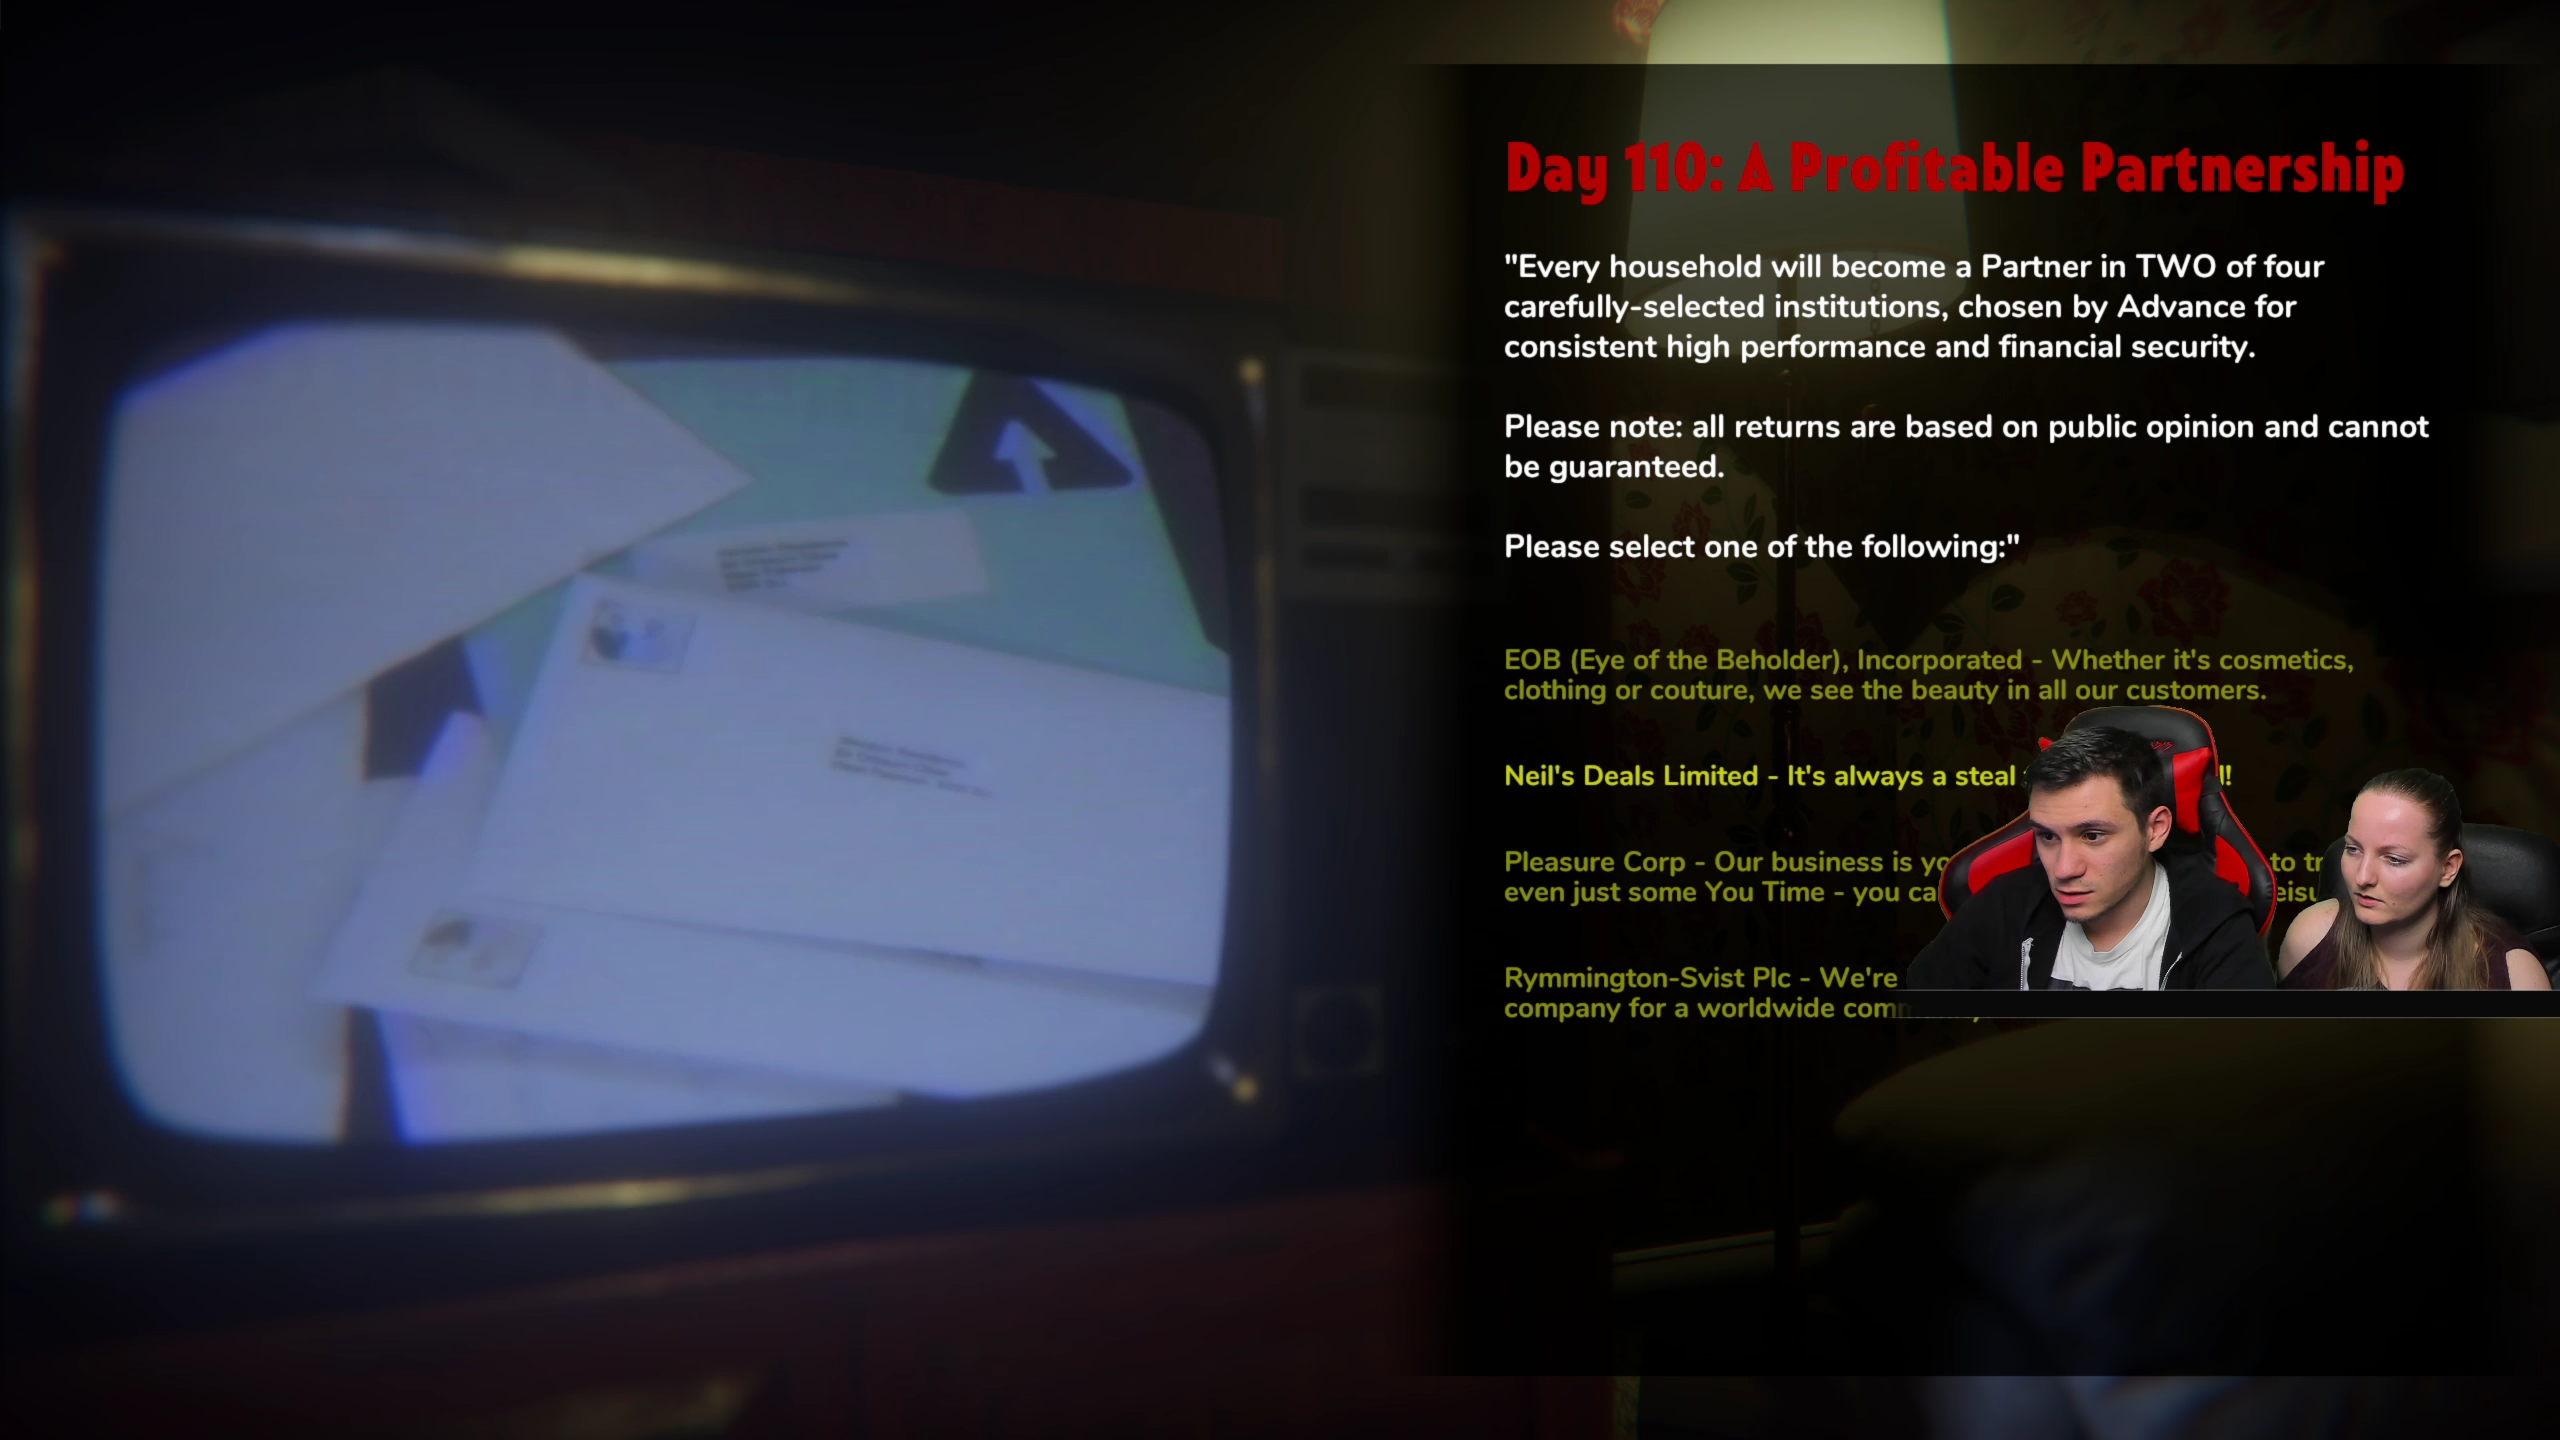 Day 110: A Profitable Partnership
"Every household will become a Partner in TWO of four
carefully-selected institutions, chosen by Advance for
consistent high performance and financial security.
Please note: all returns are based on public opinion and cannot
be guaranteed.
Please select one of the following:"
EOB (Eye of the Beholder), Incorporated - Whether it's cosmetics,
clothing or couture, we see the beauty in all our customers.
Neil's Deals Limited - It's always a steal
Pleasure Corp - Our business is to
even just some You Time - you
Rymmington-Svist Plc - We're
company for a worldwide